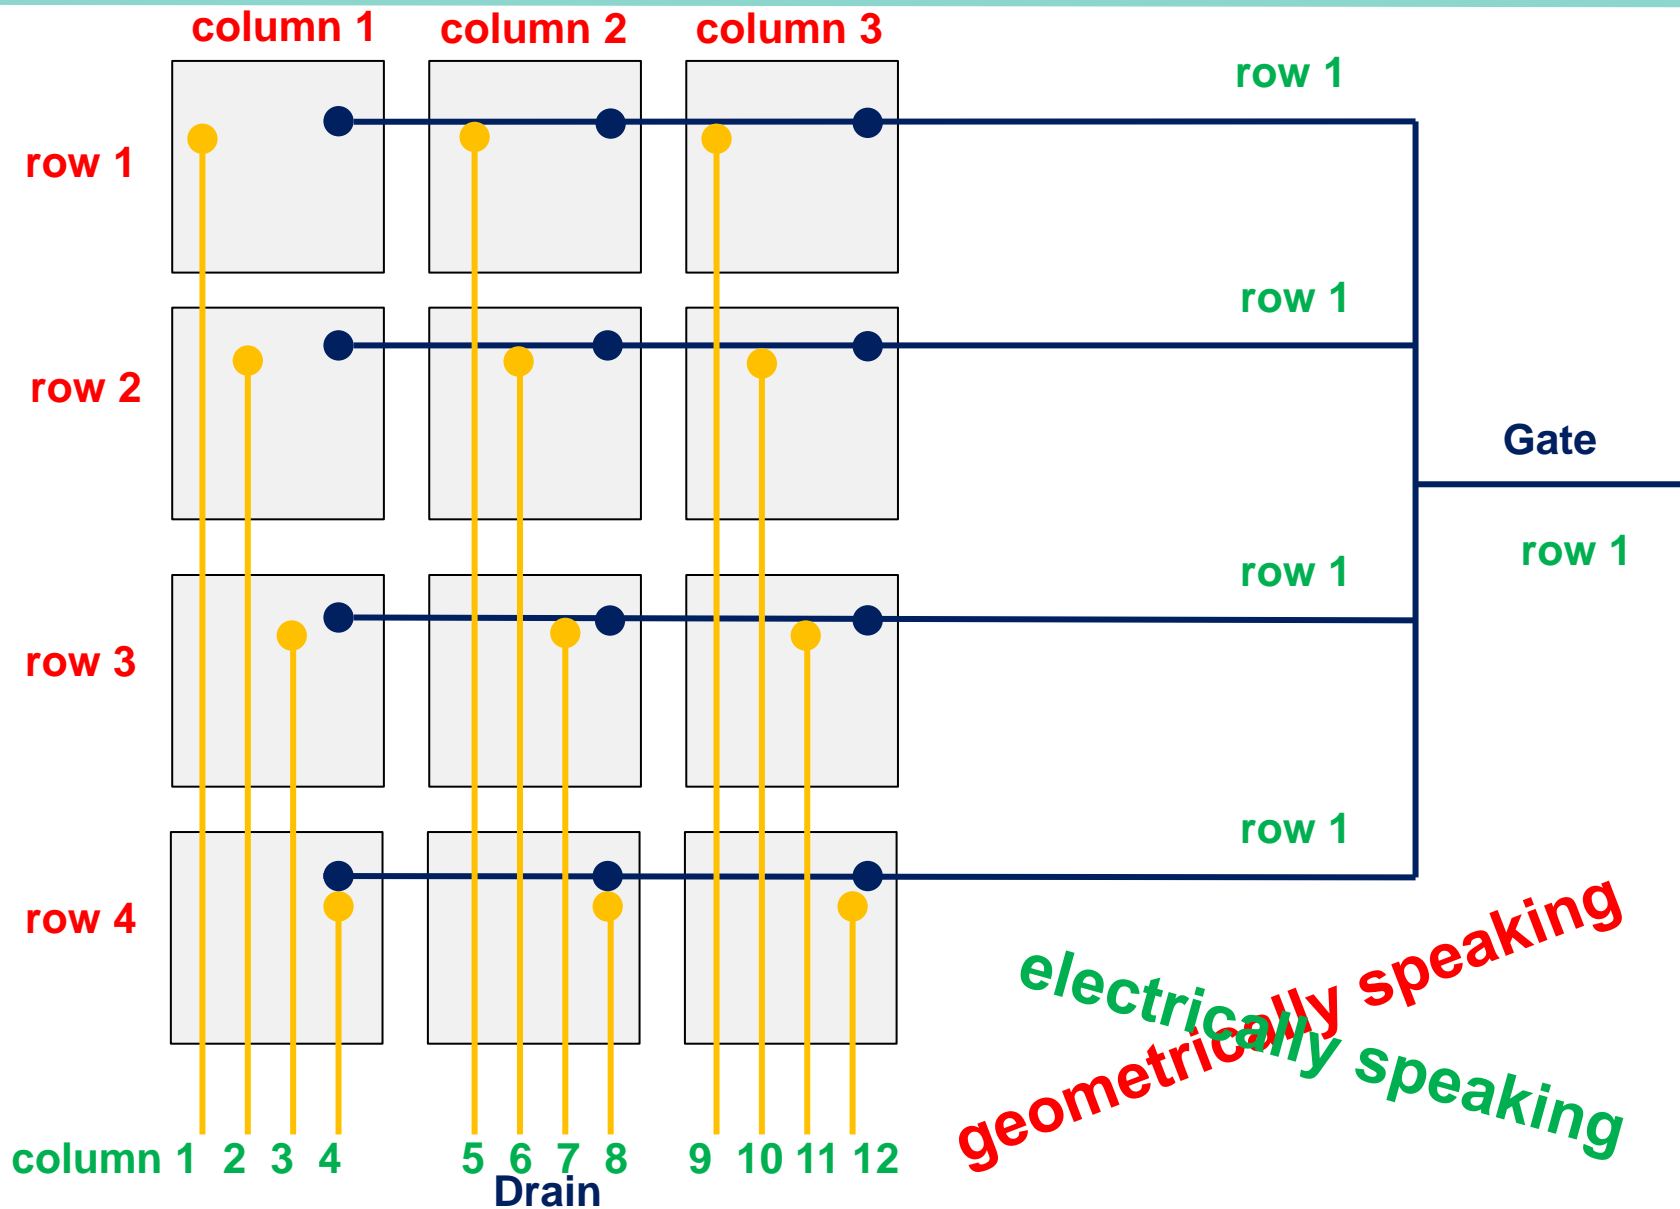 column 1 column 2 column 3
row 1
row 1
row 1
row 2
Gate
row 1
row 1
row 3
row 1
row 4
electrically speaking
geometrically speaking
column 1 2 3 4 5 6 7 8 9 10 11 12
Drain